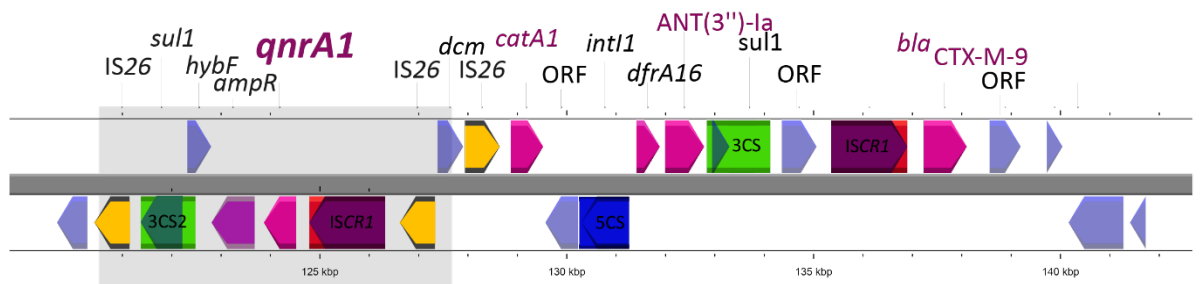 ANT(3'')-Ia
sul1 qnrA1 dcm catA1 intI1 sul1 bla CTX-M-9
IS26 hybF IS26 IS26 ORF dfrA16 ORF ORF
ampR
3CS ISCR1
3CS2 ISCR1 5CS
125 kbp 130 kbp 135 kbp 140 kbp